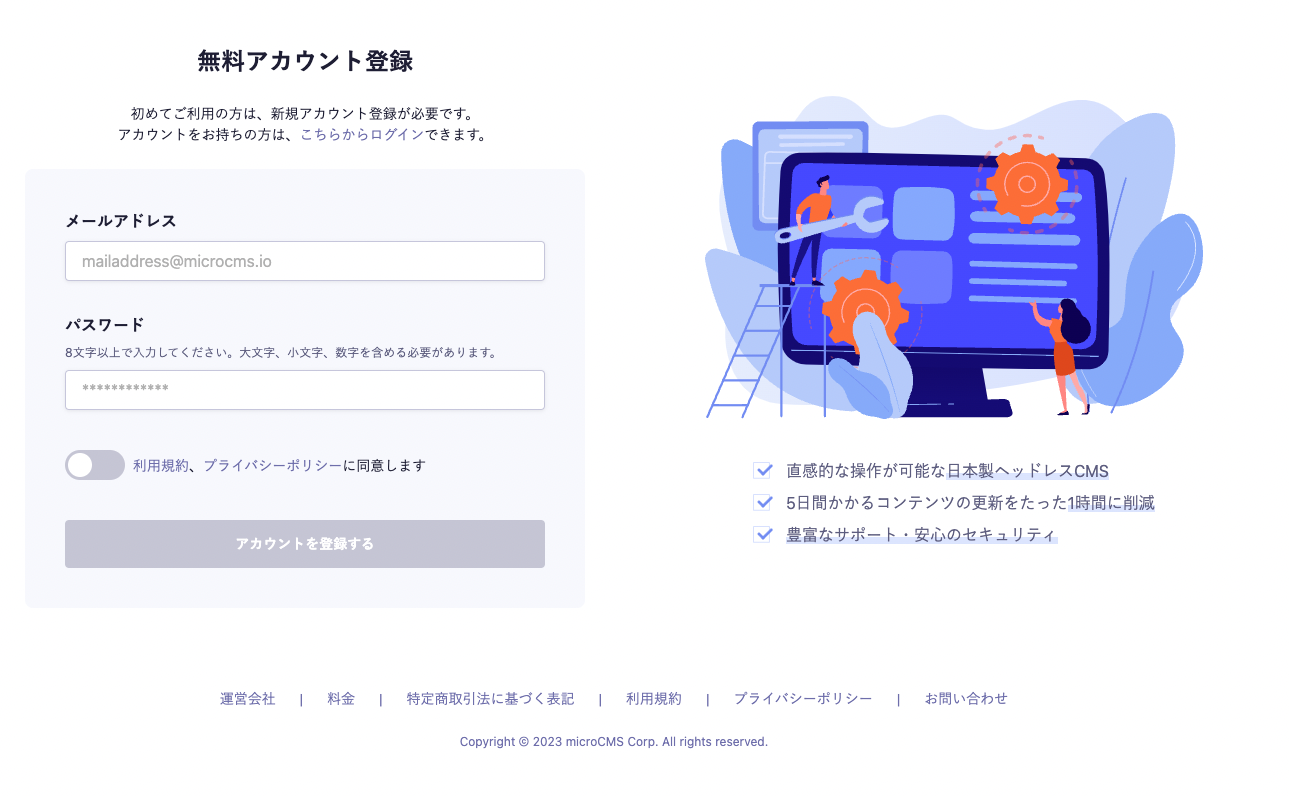 無料アカウント登録
初めてご利用の方は、新規アカウント登録が必要です。
アカウントをお持ちの方は、こちらからログインできます。
メールアドレス
mailaddress@microcms.io
パスワード
8文字以上で入力してください。大文字、小文字、数字を含める必要があります。
************
利用規約、プライバシーポリシーに同意します
アカウントを登録する
直感的な操作が可能な日本製ヘッドレスCMS
5日間かかるコンテンツの更新をたった1時間に削減
豊富なサポート・安心のセキュリティ
運営会社 | 料金 | 特定商取引法に基づく表記 | 利用規約 | プライバシーポリシー | お問い合わせ
Copyright © 2023 microCMS Corp. All rights reserved.